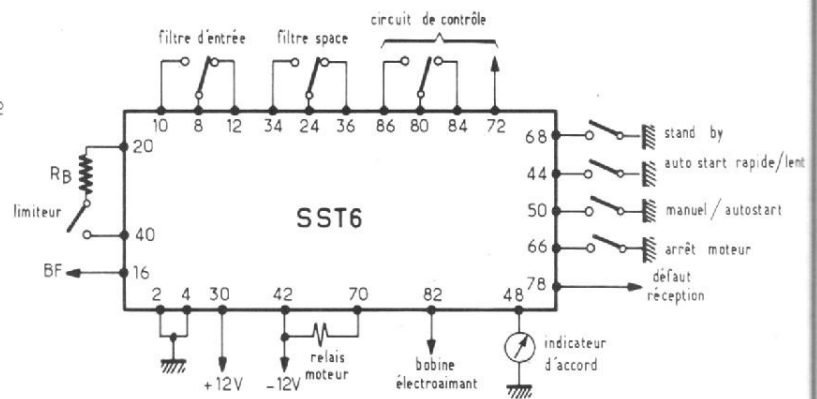 circuit de contrôle
filtre d'entrée
filtre space
10 8 12 34 24 36 86 80 84 72
2
20
RB
limiteur
40
BF
16
SST6
68 stand by
44 auto start rapide/lent
50 manuel/autostart
66 arrêt moteur
78 défaut
réception
2 4 30 42 70 82 48
relais
moteur
+12V
-12V
bobine
électroaimant
indicateur
d'accord